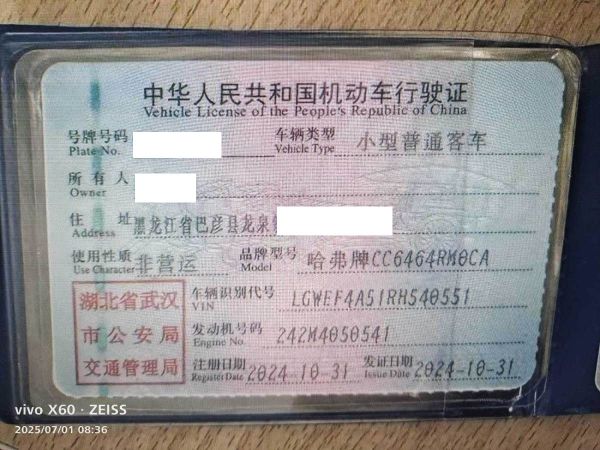 中华人民共和国机动车行驶证
Vehicle License of the People's Republic of China
号牌号码 车辆类型 小型普通客车
Plate No. Vehicle Type
所有人
Owner
住址 黑龙江省巴彦县龙泉
Address
使用性质 非营运 品牌型号 哈弗牌CC6464RM0CA
Use Character Model
湖北省武汉
市公安局
交通管理局
车辆识别代号 LGWEF4A51RH540551
VIN
发动机号码 242M4050541
Engine No.
注册日期 2024-10-31 发证日期 2024-10-31
Register Date Issue Date
vivo X60 · ZEISS
2025/07/01 08:36